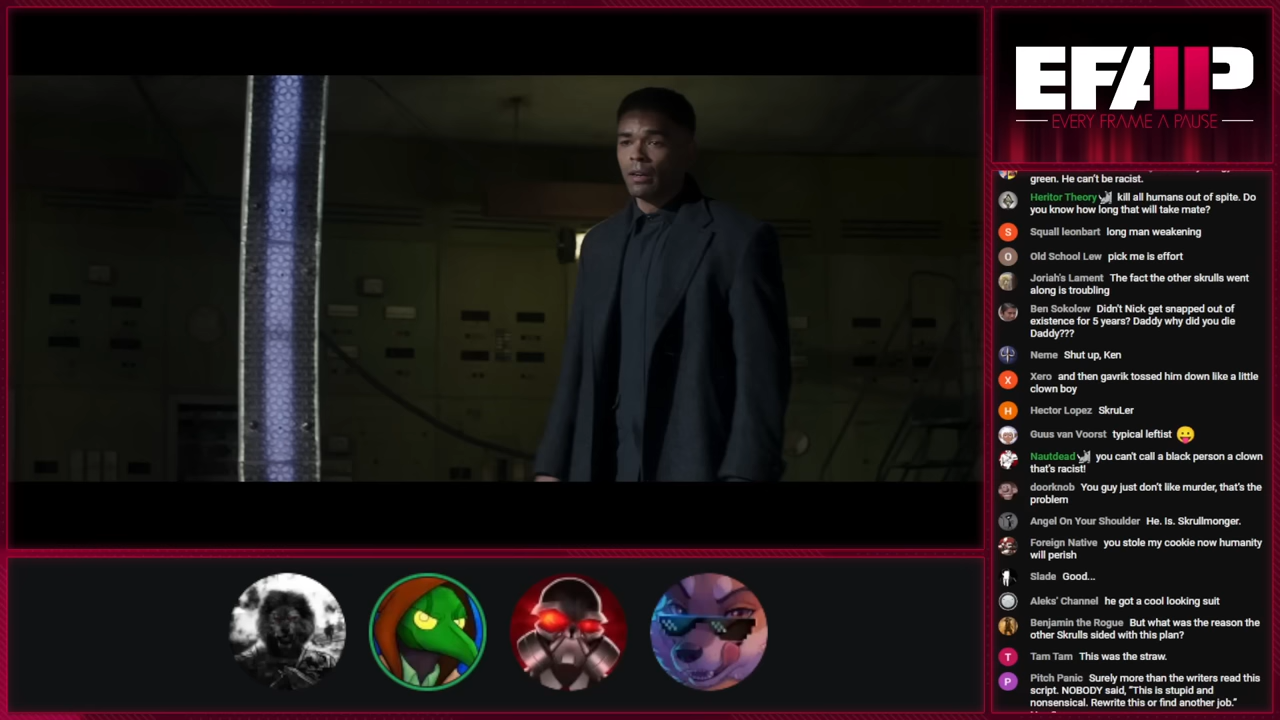 EFAP
EVERY FRAME A PAUSE
green. He can't be racist.
Heritor Theory kill all humans out of spite. Do
you know how long that will take mate?
S
Squall leonbart long man weakening
O
Old School Lew pick me is effort
Joriah's Lament The fact the other skrulls went
along is troubling
Ben Sokolow Didn't Nick get snapped out of
existence for 5 years? Daddy why did you die
Daddy???
Neme Shut up, Ken
X
Xero and then gavrik tossed him down like a little
clown boy
H
Hector Lopez SkruLer
Guus van Voorst typical leftist 😛
Nautdead you can't call a black person a clown
that's racist!
doorknob You guy just don't like murder, that's the
problem
Angel On Your Shoulder He. Is. Skrullmonger.
Foreign Native you stole my cookie now humanity
will perish
Slade Good...
Aleks' Channel he got a cool looking suit
Benjamin the Rogue But what was the reason the
other Skrulls sided with this plan?
T
Tam Tam This was the straw.
P
Pitch Panic Surely more than the writers read this
script. NOBODY said, "This is stupid and
nonsensical. Rewrite this or find another job."